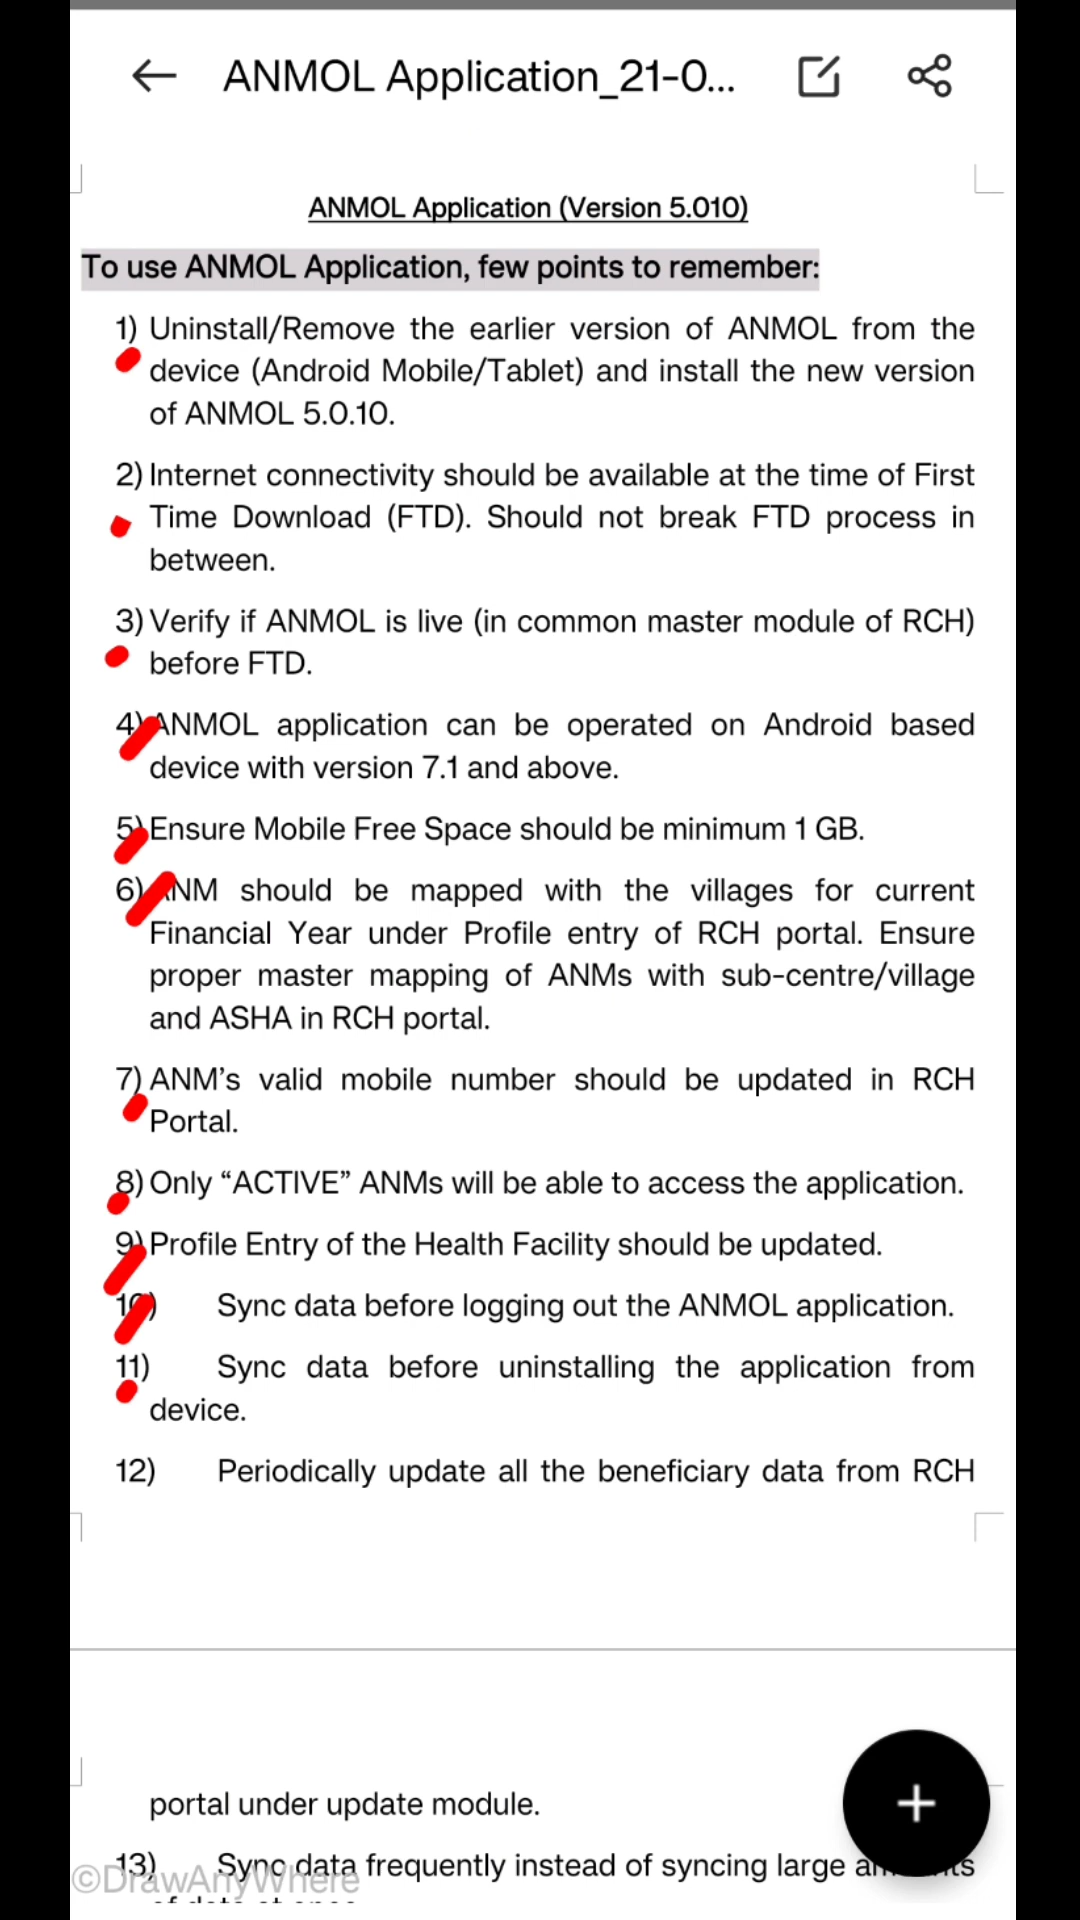 ANMOL Application_21-0...
ANMOL Application (Version 5.010)
To use ANMOL Application, few points to remember:
1) Uninstall/Remove the earlier version of ANMOL from the
device (Android Mobile/Tablet) and install the new version
of ANMOL 5.0.10.
2) Internet connectivity should be available at the time of First
Time Download (FTD). Should not break FTD process in
between.
3) Verify if ANMOL is live (in common master module of RCH)
before FTD.
4) ANMOL application can be operated on Android based
device with version 7.1 and above.
5) Ensure Mobile Free Space should be minimum 1 GB.
6) ANM should be mapped with the villages for current
Financial Year under Profile entry of RCH portal. Ensure
proper master mapping of ANMs with sub-centre/village
and ASHA in RCH portal.
7) ANM's valid mobile number should be updated in RCH
Portal.
8) Only “ACTIVE” ANMs will be able to access the application.
9) Profile Entry of the Health Facility should be updated.
10) Sync data before logging out the ANMOL application.
11) Sync data before uninstalling the application from
device.
12) Periodically update all the beneficiary data from RCH
portal under update module.
13) Sync data frequently instead of syncing large
©DrawAnyWhere